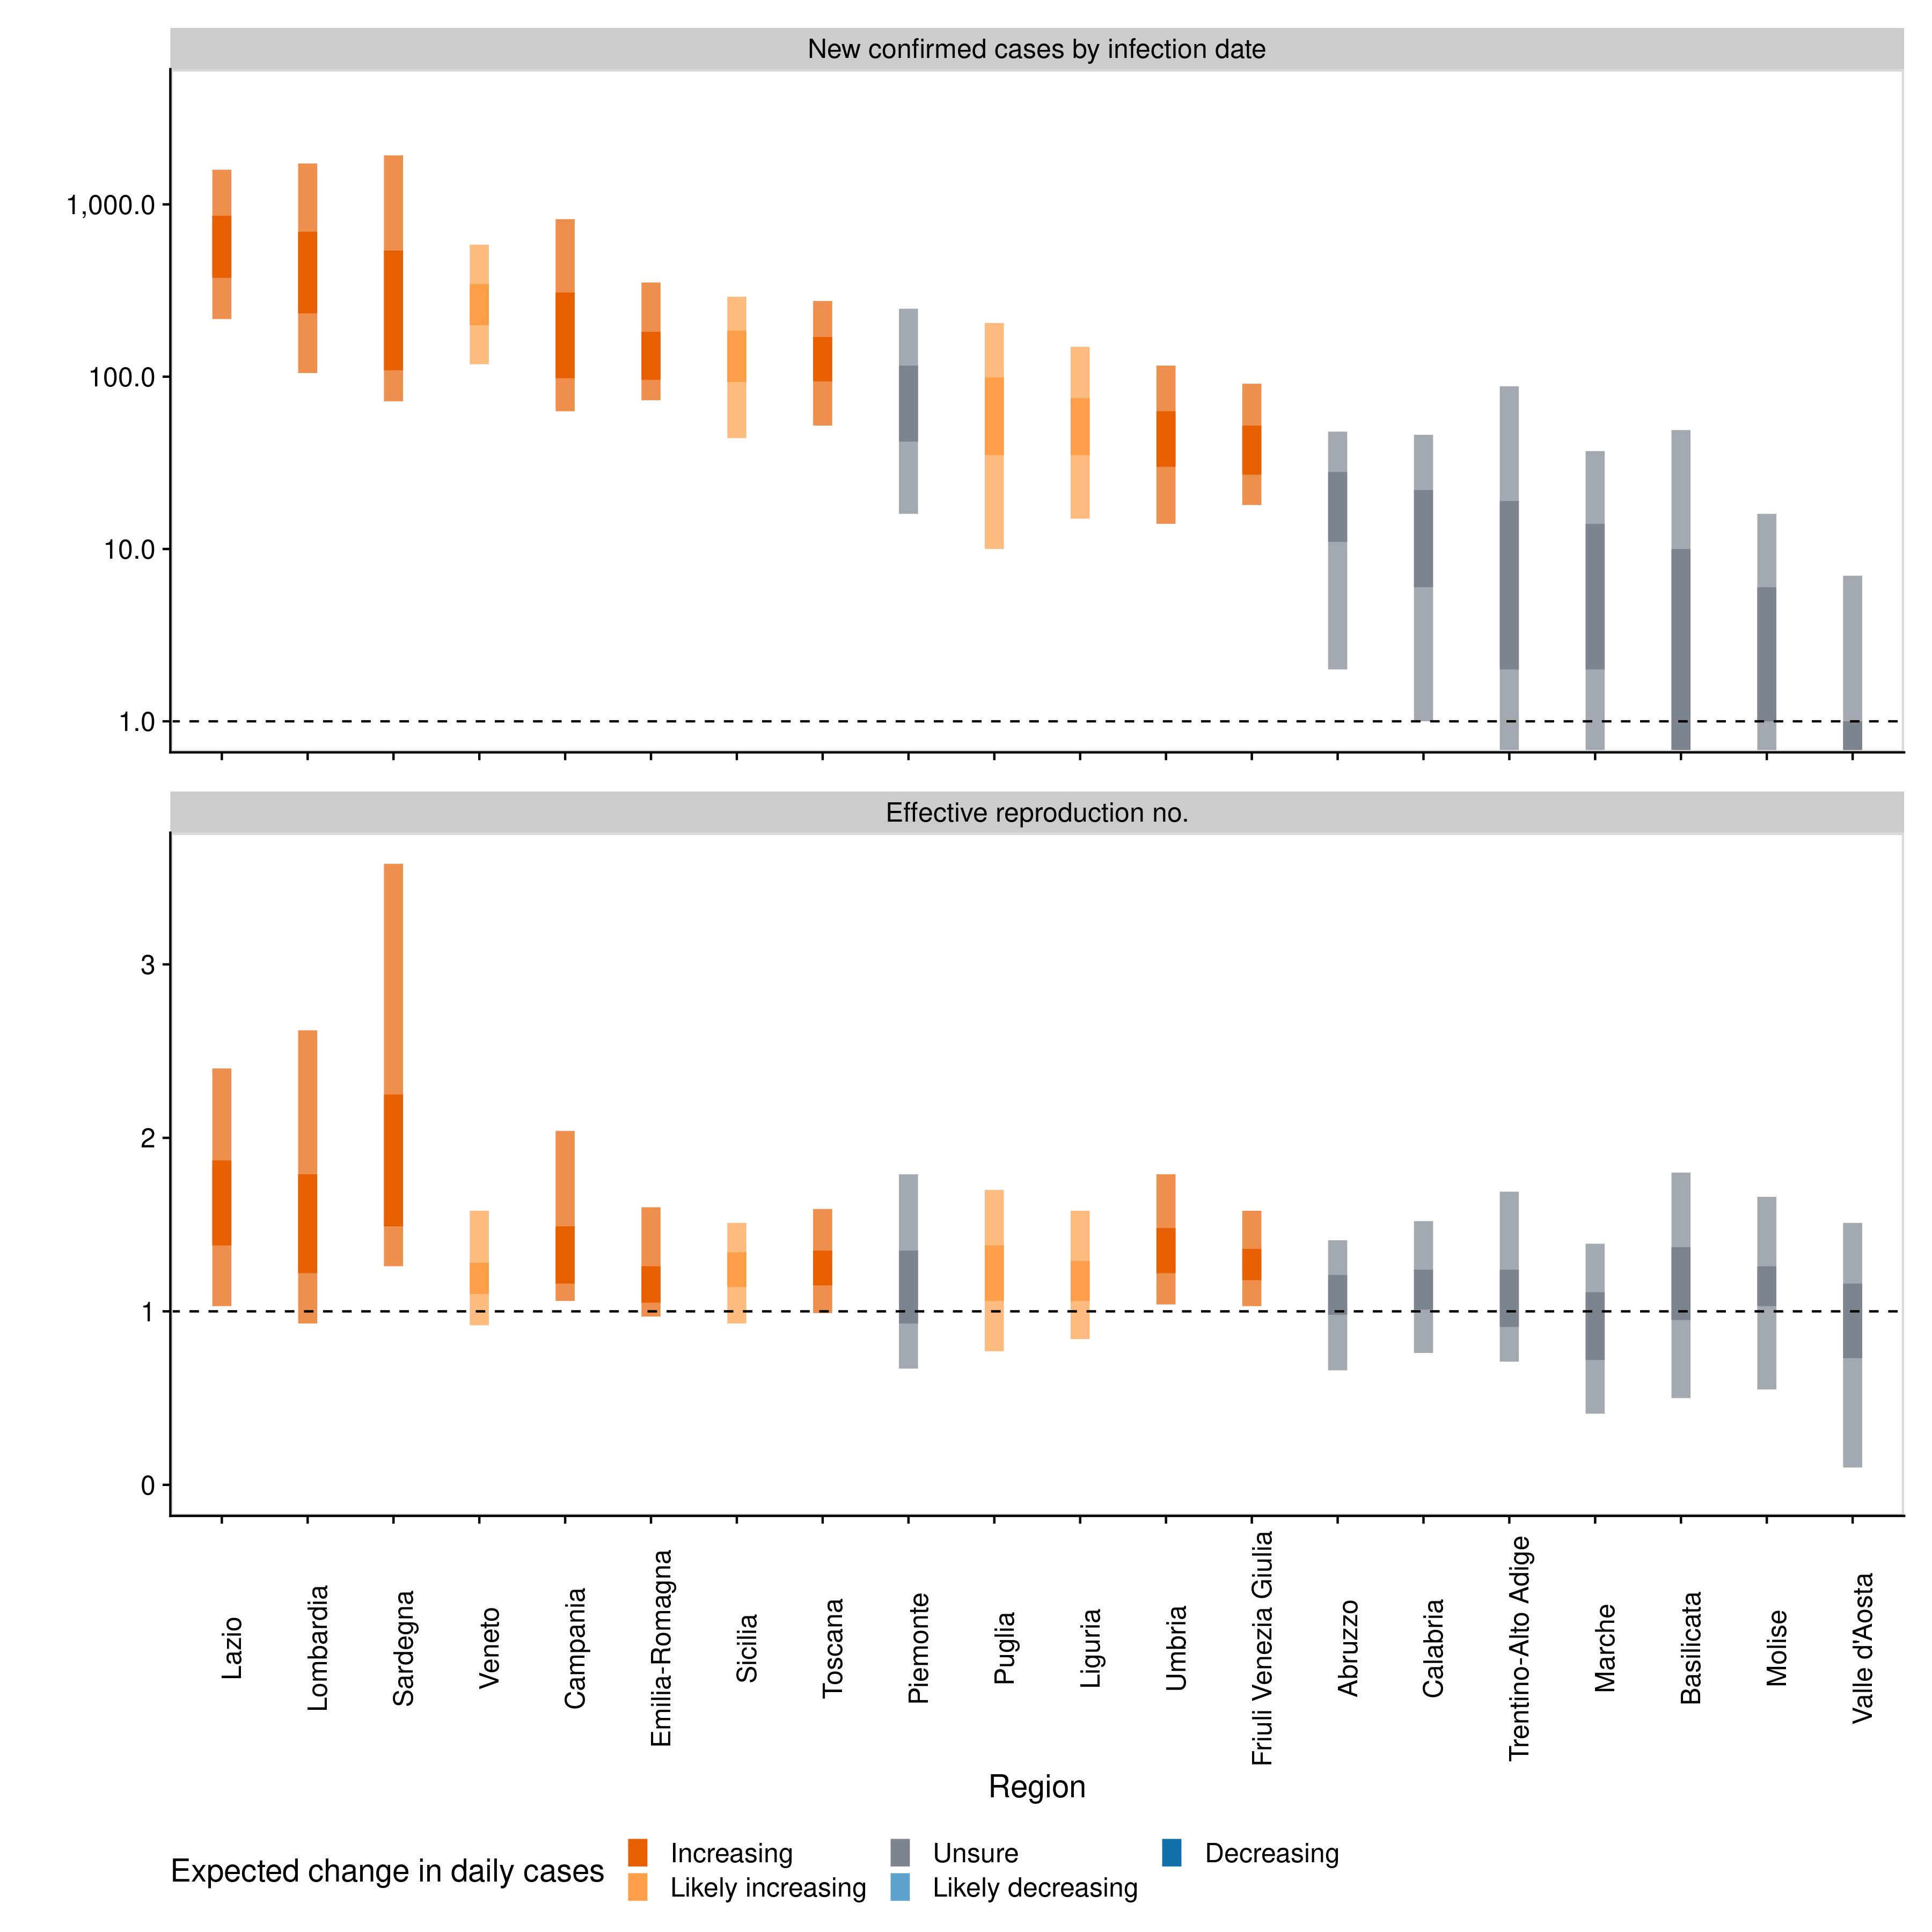 New confirmed cases by infection date
1,000.0
100.0
10.0
1.0
Effective reproduction no.
3
2
1
0
Lazio
Lombardia
Sardegna
Veneto
Campania
Emilia-Romagna
Sicilia
Toscana
Piemonte
Puglia
Liguria
Umbria
Friuli Venezia Giulia
Abruzzo
Calabria
Trentino-Alto Adige
Marche
Basilicata
Molise
Valle d'Aosta
Region
Expected change in daily cases
Increasing
Likely increasing
Unsure
Likely decreasing
Decreasing